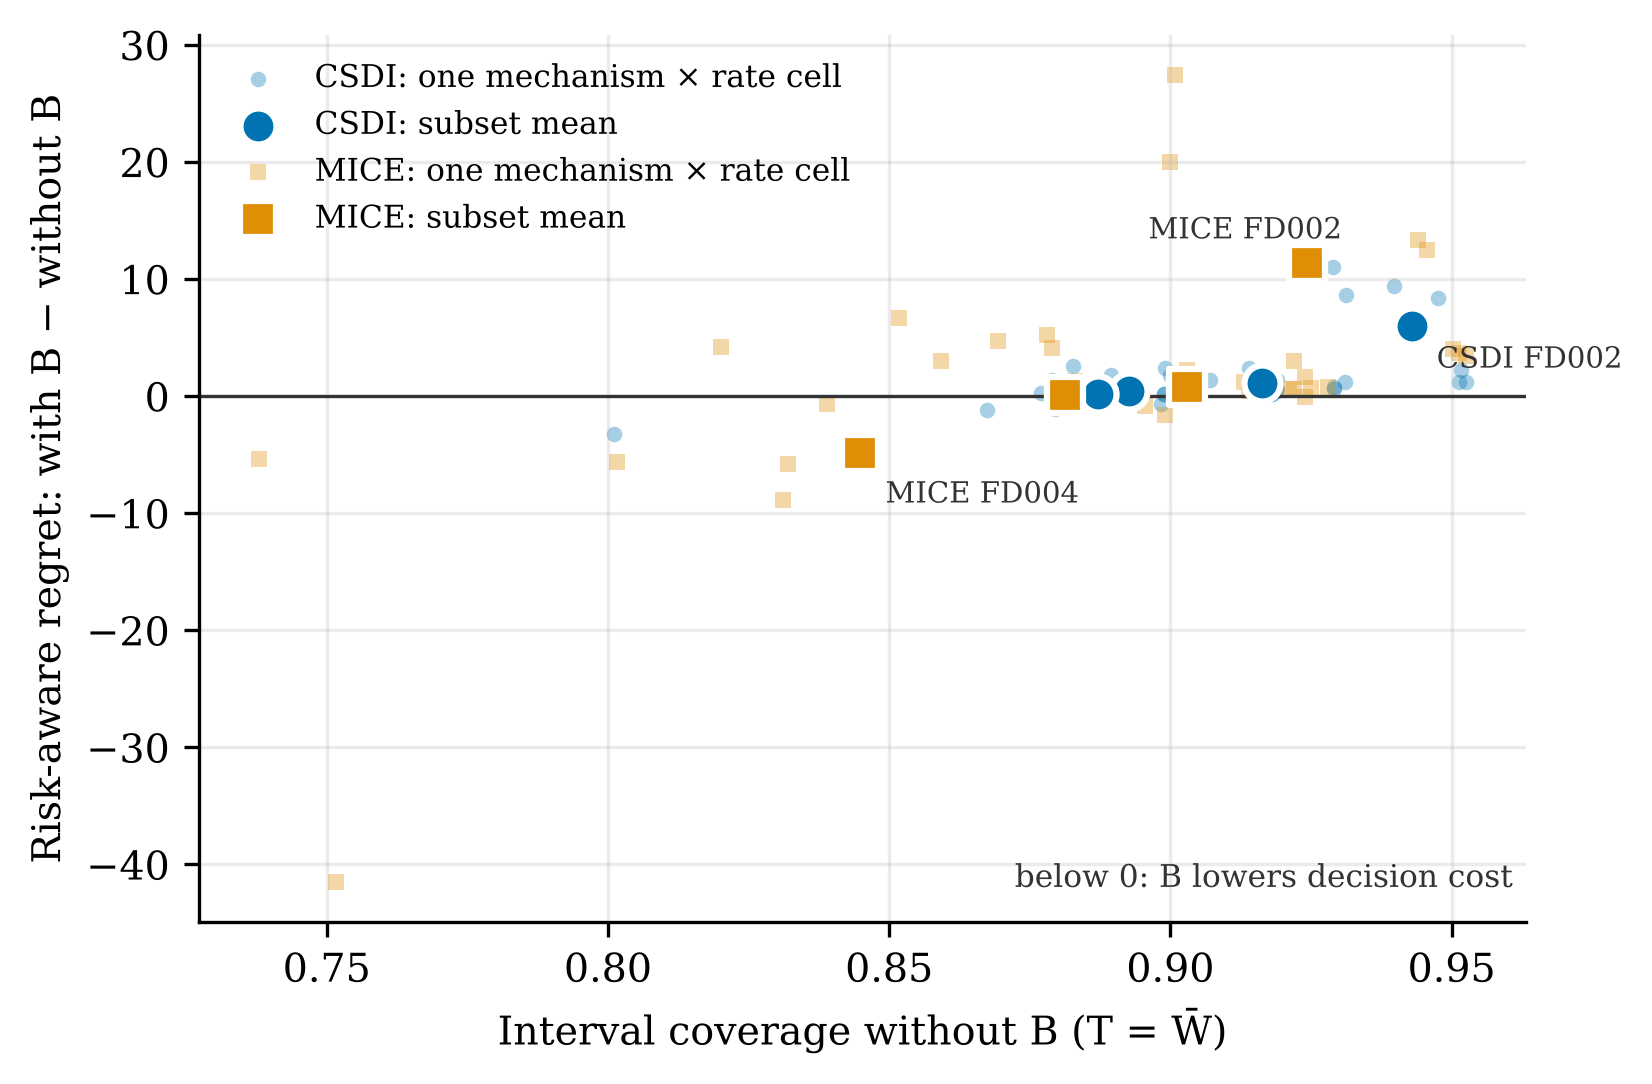 30
20
10
0
−10
−20
−30
−40
Risk-aware regret: with B − without B
CSDI: one mechanism × rate cell
CSDI: subset mean
MICE: one mechanism × rate cell
MICE: subset mean
MICE FD002
CSDI FD002
MICE FD004
below 0: B lowers decision cost
0.75
0.80
0.85
0.90
0.95
Interval coverage without B (T = W̄)